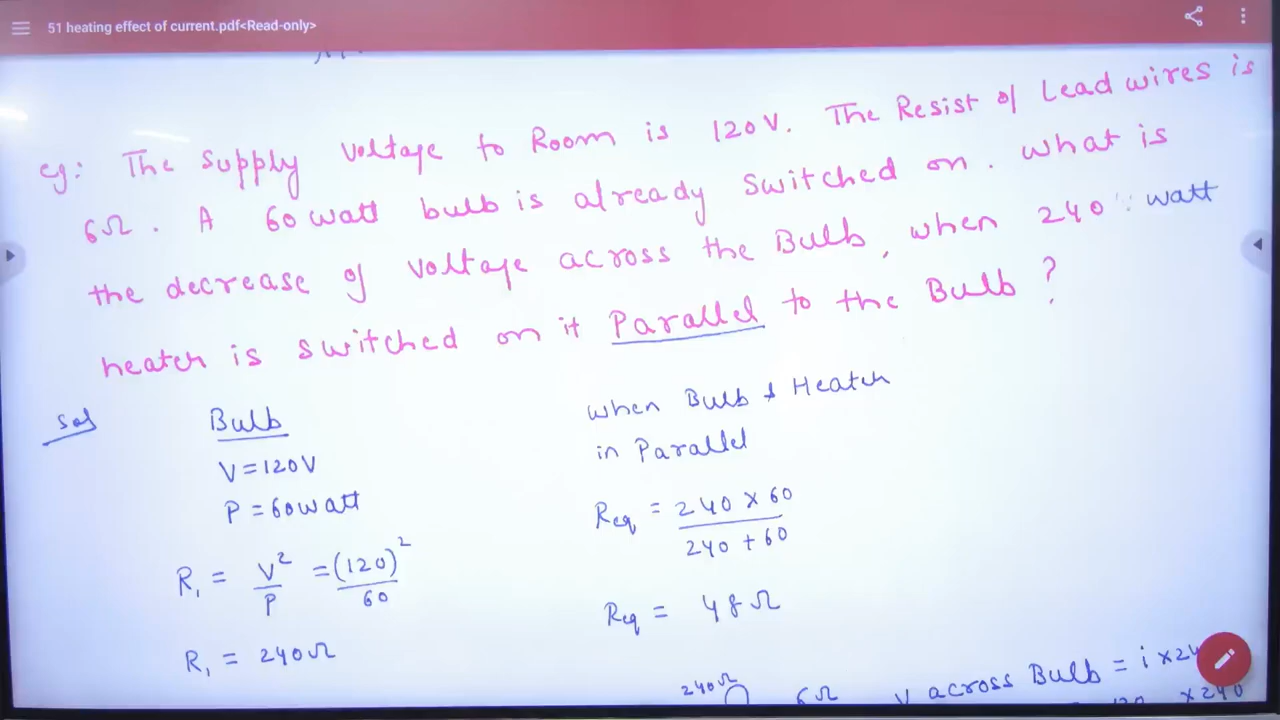 51 heating effect of current.pdf<Read-only>
eg: The supply voltage to Room is 120V. The Resist of Lead wires is
6Ω. A 60 watt bulb is already switched on. What is
the decrease of voltage across the Bulb, when 240 watt
heater is switched on it Parallel to the Bulb?
Sol
Bulb
V=120V
P=60watt
R₁ = V²/P = (120)²/60
R₁ = 240Ω
When Bulb & Heater
in Parallel
Req = 240 × 60 / 240 + 60
Req = 48Ω
240Ω
6Ω
V across Bulb = i ×24
120 ×240